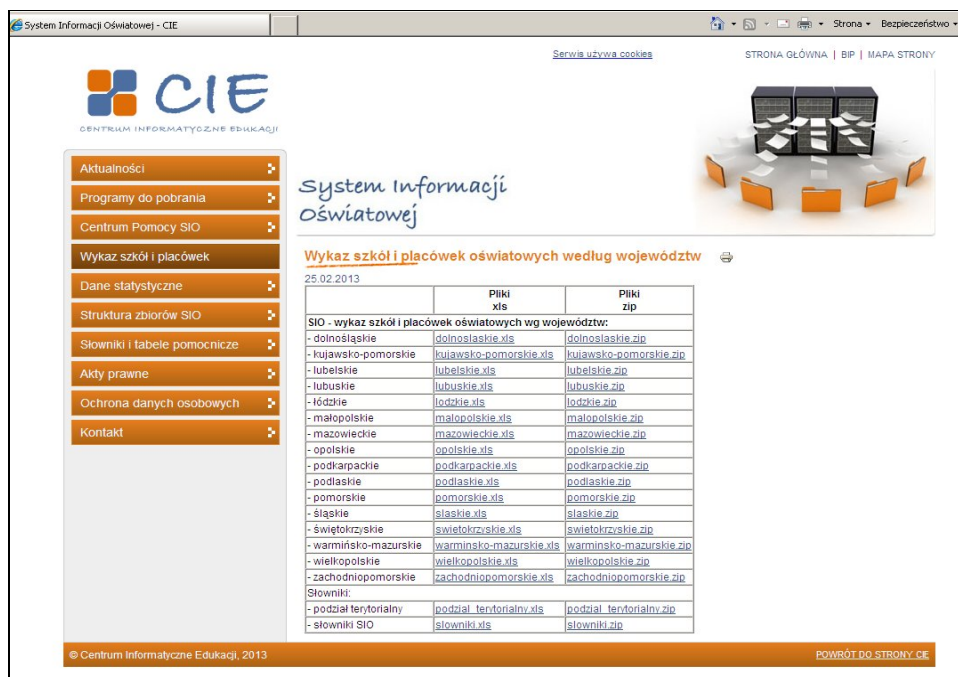 System Informacji Oświatowej - CIE
Strona
Bezpieczeństwo
Serwis używa cookies
STRONA GŁÓWNA | BIP | MAPA STRONY
CIE
CENTRUM INFORMATYCZNE EDUKACJI
System Informacji
Oświatowej
Aktualności
Programy do pobrania
Centrum Pomocy SIO
Wykaz szkół i placówek
Dane statystyczne
Struktura zbiorów SIO
Słowniki i tabele pomocnicze
Akty prawne
Ochrona danych osobowych
Kontakt
Wykaz szkół i placówek oświatowych według województw
25.02.2013
Pliki xls Pliki zip
SIO - wykaz szkół i placówek oświatowych wg województw:
- dolnośląskie dolnoslaskie.xls dolnoslaskie.zip
- kujawsko-pomorskie kujawsko-pomorskie.xls kujawsko-pomorskie.zip
- lubelskie lubelskie.xls lubelskie.zip
- lubuskie lubuskie.xls lubuskie.zip
- łódzkie lodzkie.xls lodzkie.zip
- małopolskie malopolskie.xls malopolskie.zip
- mazowieckie mazowieckie.xls mazowieckie.zip
- opolskie opolskie.xls opolskie.zip
- podkarpackie podkarpackie.xls podkarpackie.zip
- podlaskie podlaskie.xls podlaskie.zip
- pomorskie pomorskie.xls pomorskie.zip
- śląskie slaskie.xls slaskie.zip
- świętokrzyskie swietokrzyskie.xls swietokrzyskie.zip
- warmińsko-mazurskie warminsko-mazurskie.xls warminsko-mazurskie.zip
- wielkopolskie wielkopolskie.xls wielkopolskie.zip
- zachodniopomorskie zachodniopomorskie.xls zachodniopomorskie.zip
Słowniki:
- podział terytorialny podzial_terytorialny.xls podzial_terytorialny.zip
- słowniki SIO slowniki.xls slowniki.zip
© Centrum Informatyczne Edukacji, 2013
POWRÓT DO STRONY CIE